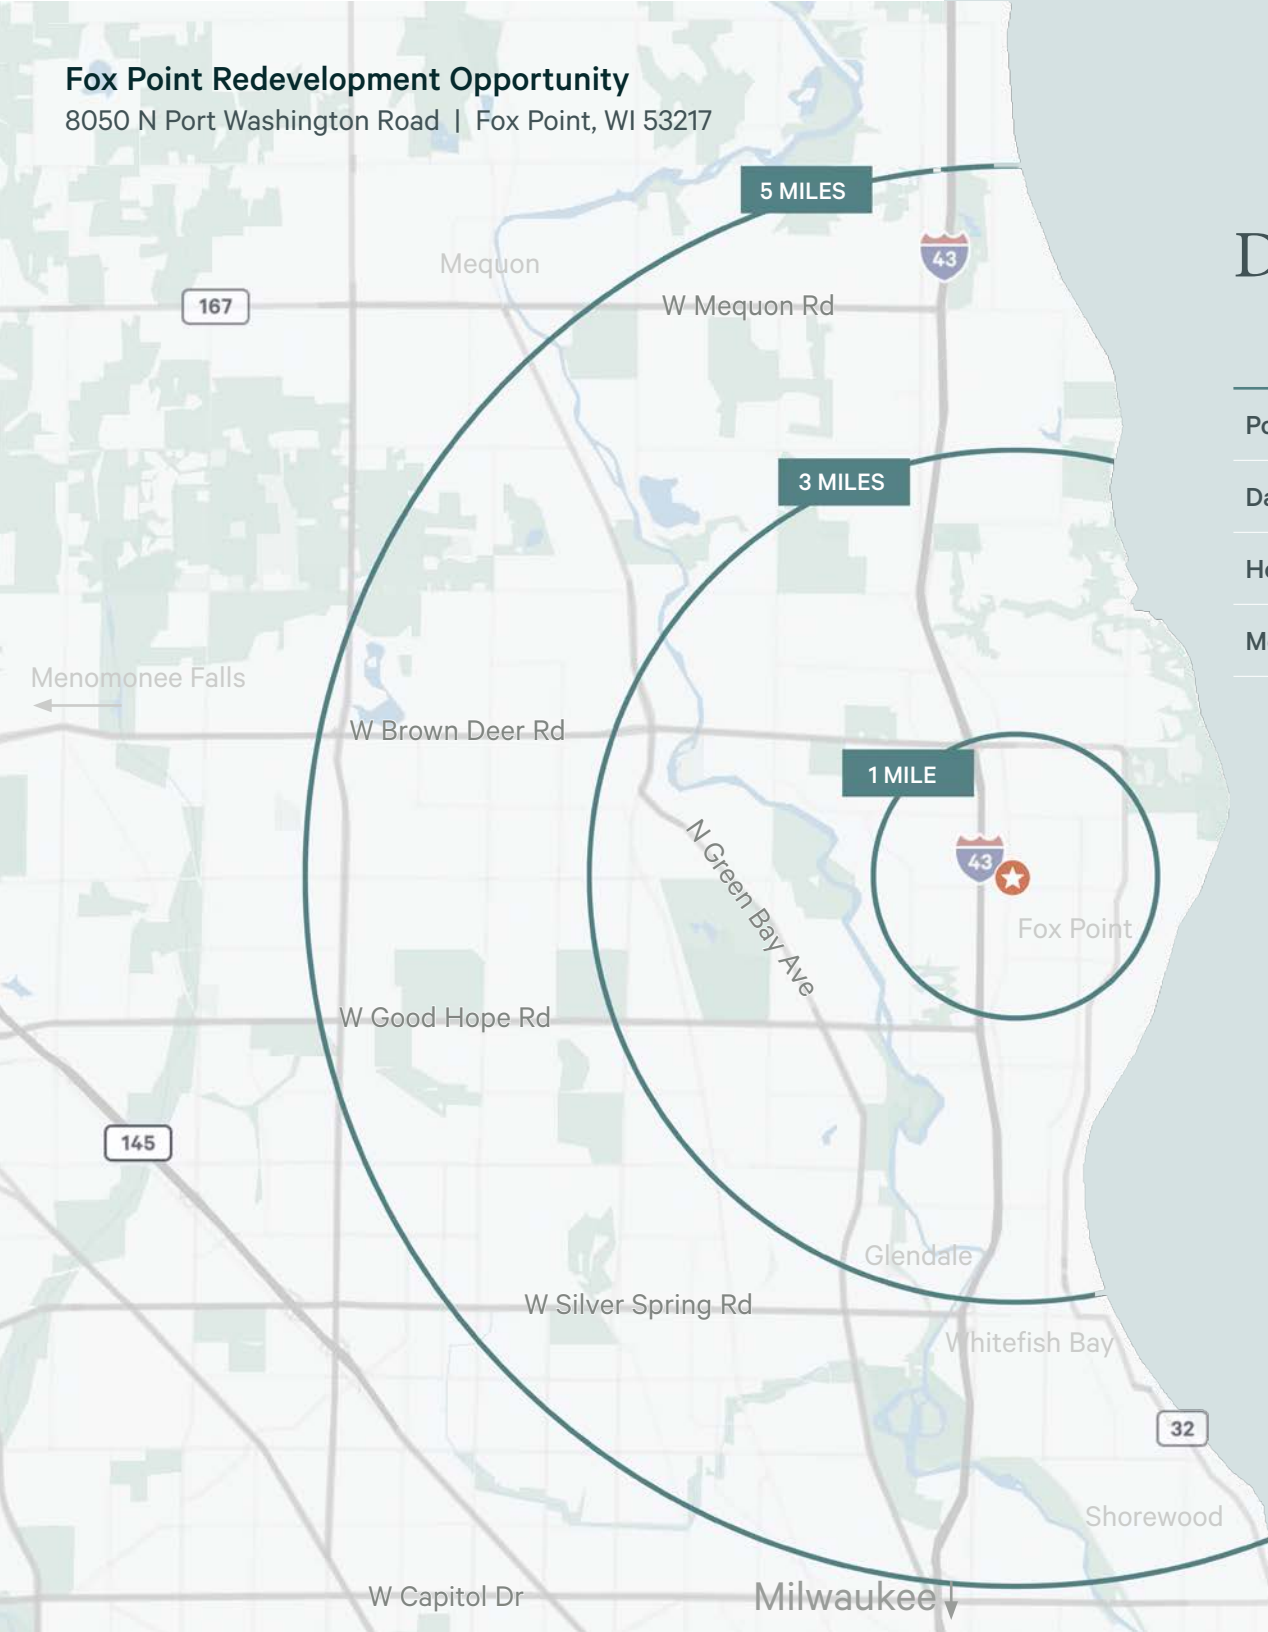 Fox Point Redevelopment Opportunity
8050 N Port Washington Road | Fox Point, WI 53217
5 MILES
43
Mequon
167
W Mequon Rd
3 MILES
Menomonee Falls
W Brown Deer Rd
1 MILE
N Green Bay Ave
43
Fox Point
W Good Hope Rd
145
Glendale
W Silver Spring Rd
Whitefish Bay
32
Shorewood
W Capitol Dr
Milwaukee